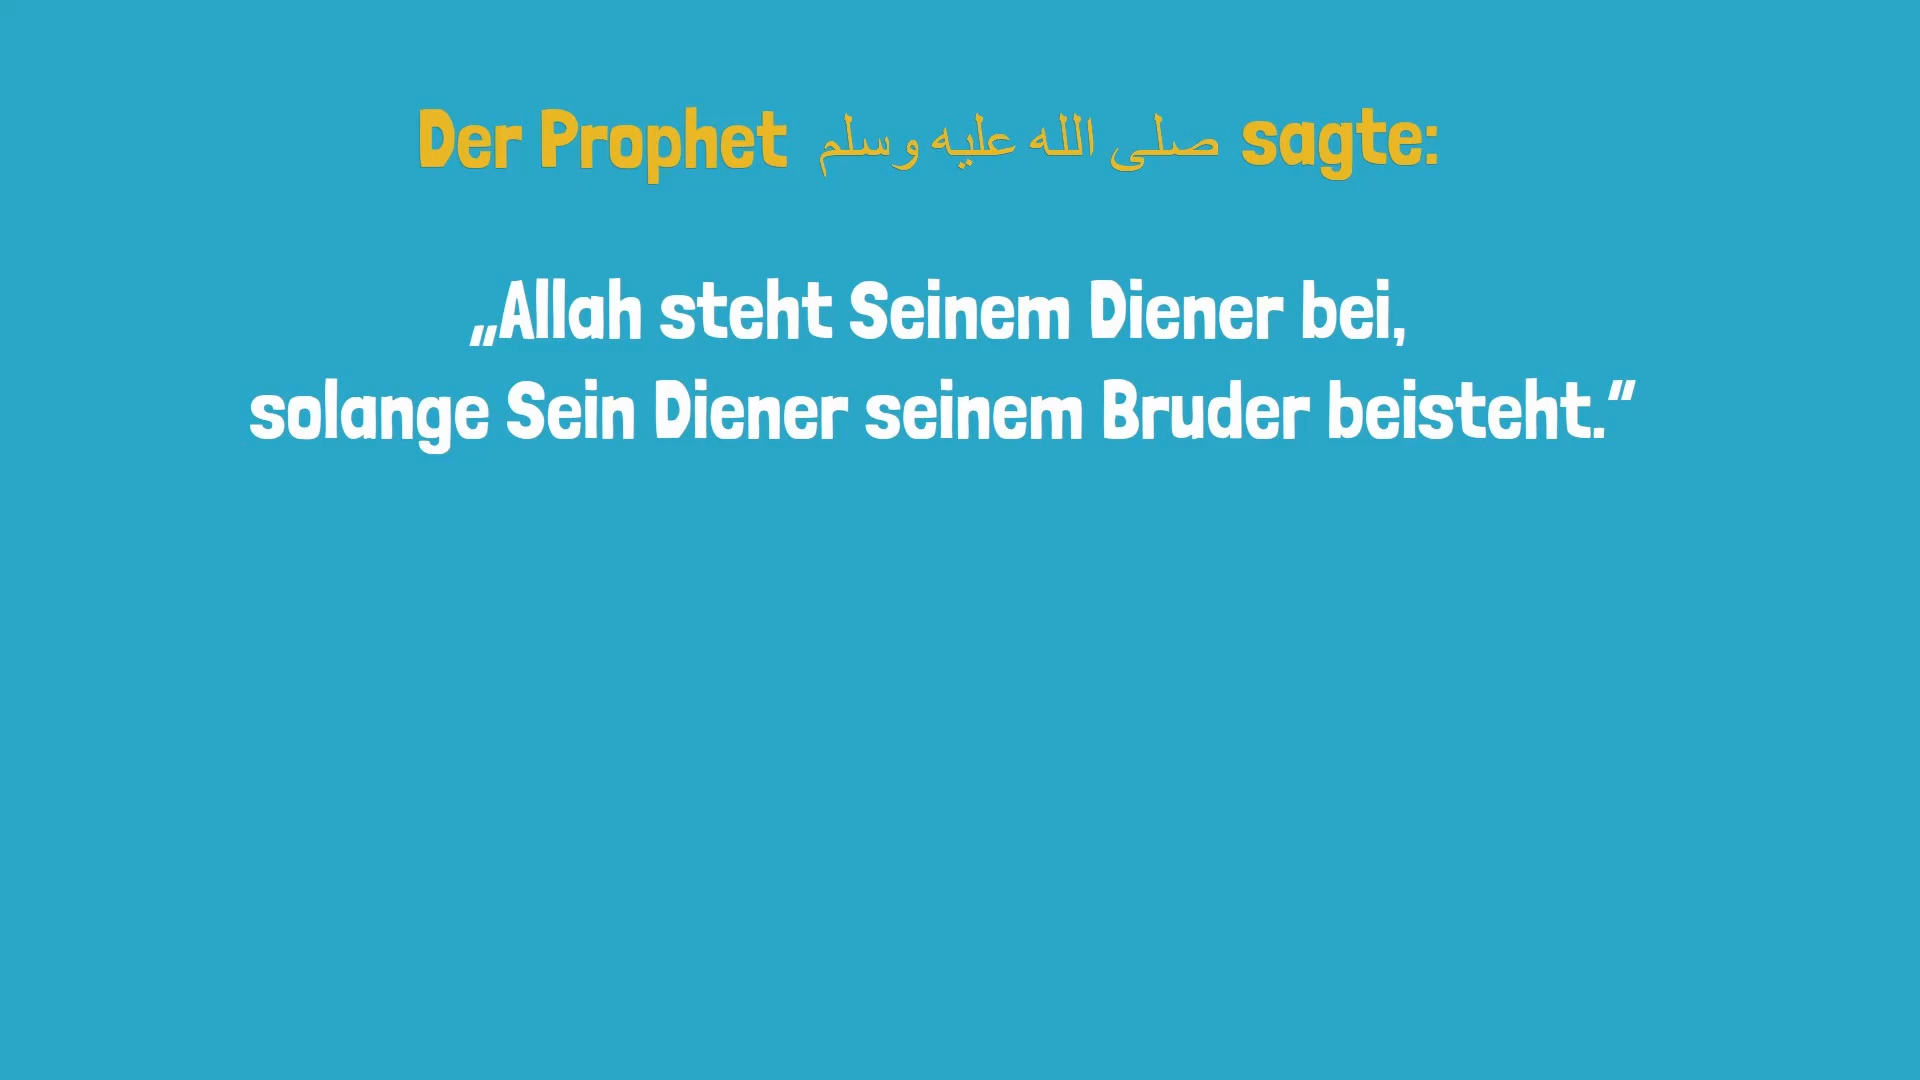 Der Prophet صلى الله عليه وسلم sagte:
„Allah steht Seinem Diener bei,
solange Sein Diener seinem Bruder beisteht.“